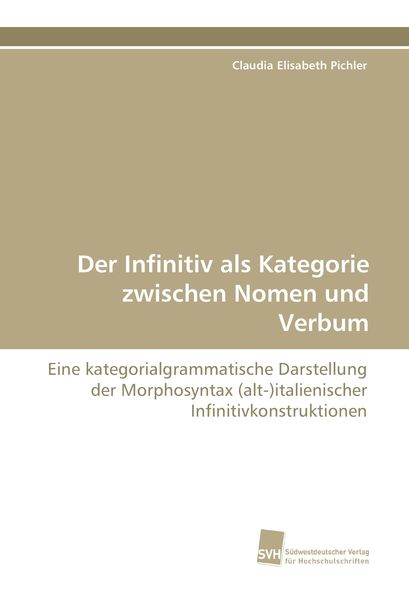 Claudia Elisabeth Pichler
Der Infinitiv als Kategorie
zwischen Nomen und
Verbum
Eine kategorialgrammatische Darstellung
der Morphosyntax (alt-)italienischer
Infinitivkonstruktionen
SVH
Südwestdeutscher Verlag
für Hochschulschriften